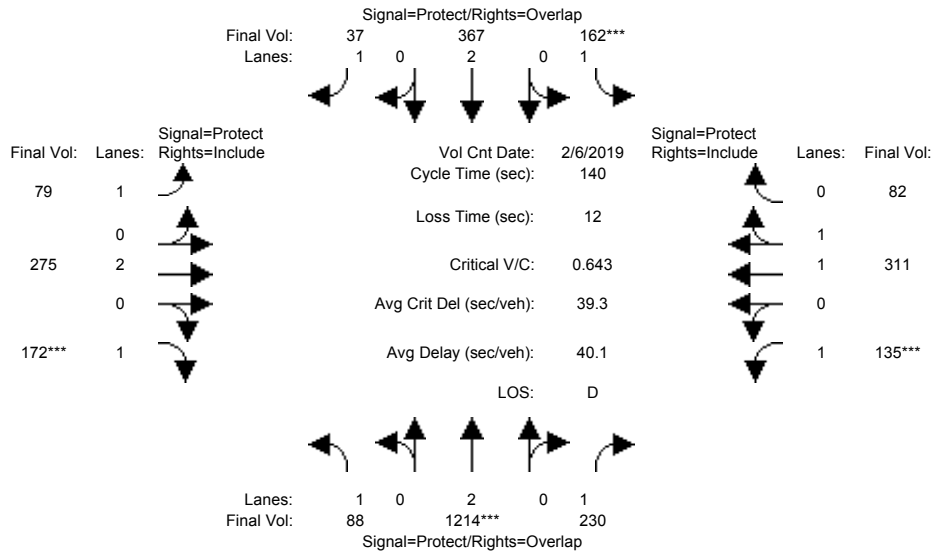 Signal=Protect/Rights=Overlap
Final Vol: 37 367 162***
Lanes: 1 0 2 0 1
Signal=Protect Signal=Protect
Final Vol: Lanes: Rights=Include Vol Cnt Date: 2/6/2019 Rights=Include Lanes: Final Vol:
Cycle Time (sec): 140
79 1 0 82
Loss Time (sec): 12
0 1
275 2 Critical V/C: 0.643 1 311
0 Avg Crit Del (sec/veh): 39.3 0
172*** 1 Avg Delay (sec/veh): 40.1 1 135***
LOS: D
Lanes: 1 0 2 0 1
Final Vol: 88 1214*** 230
Signal=Protect/Rights=Overlap